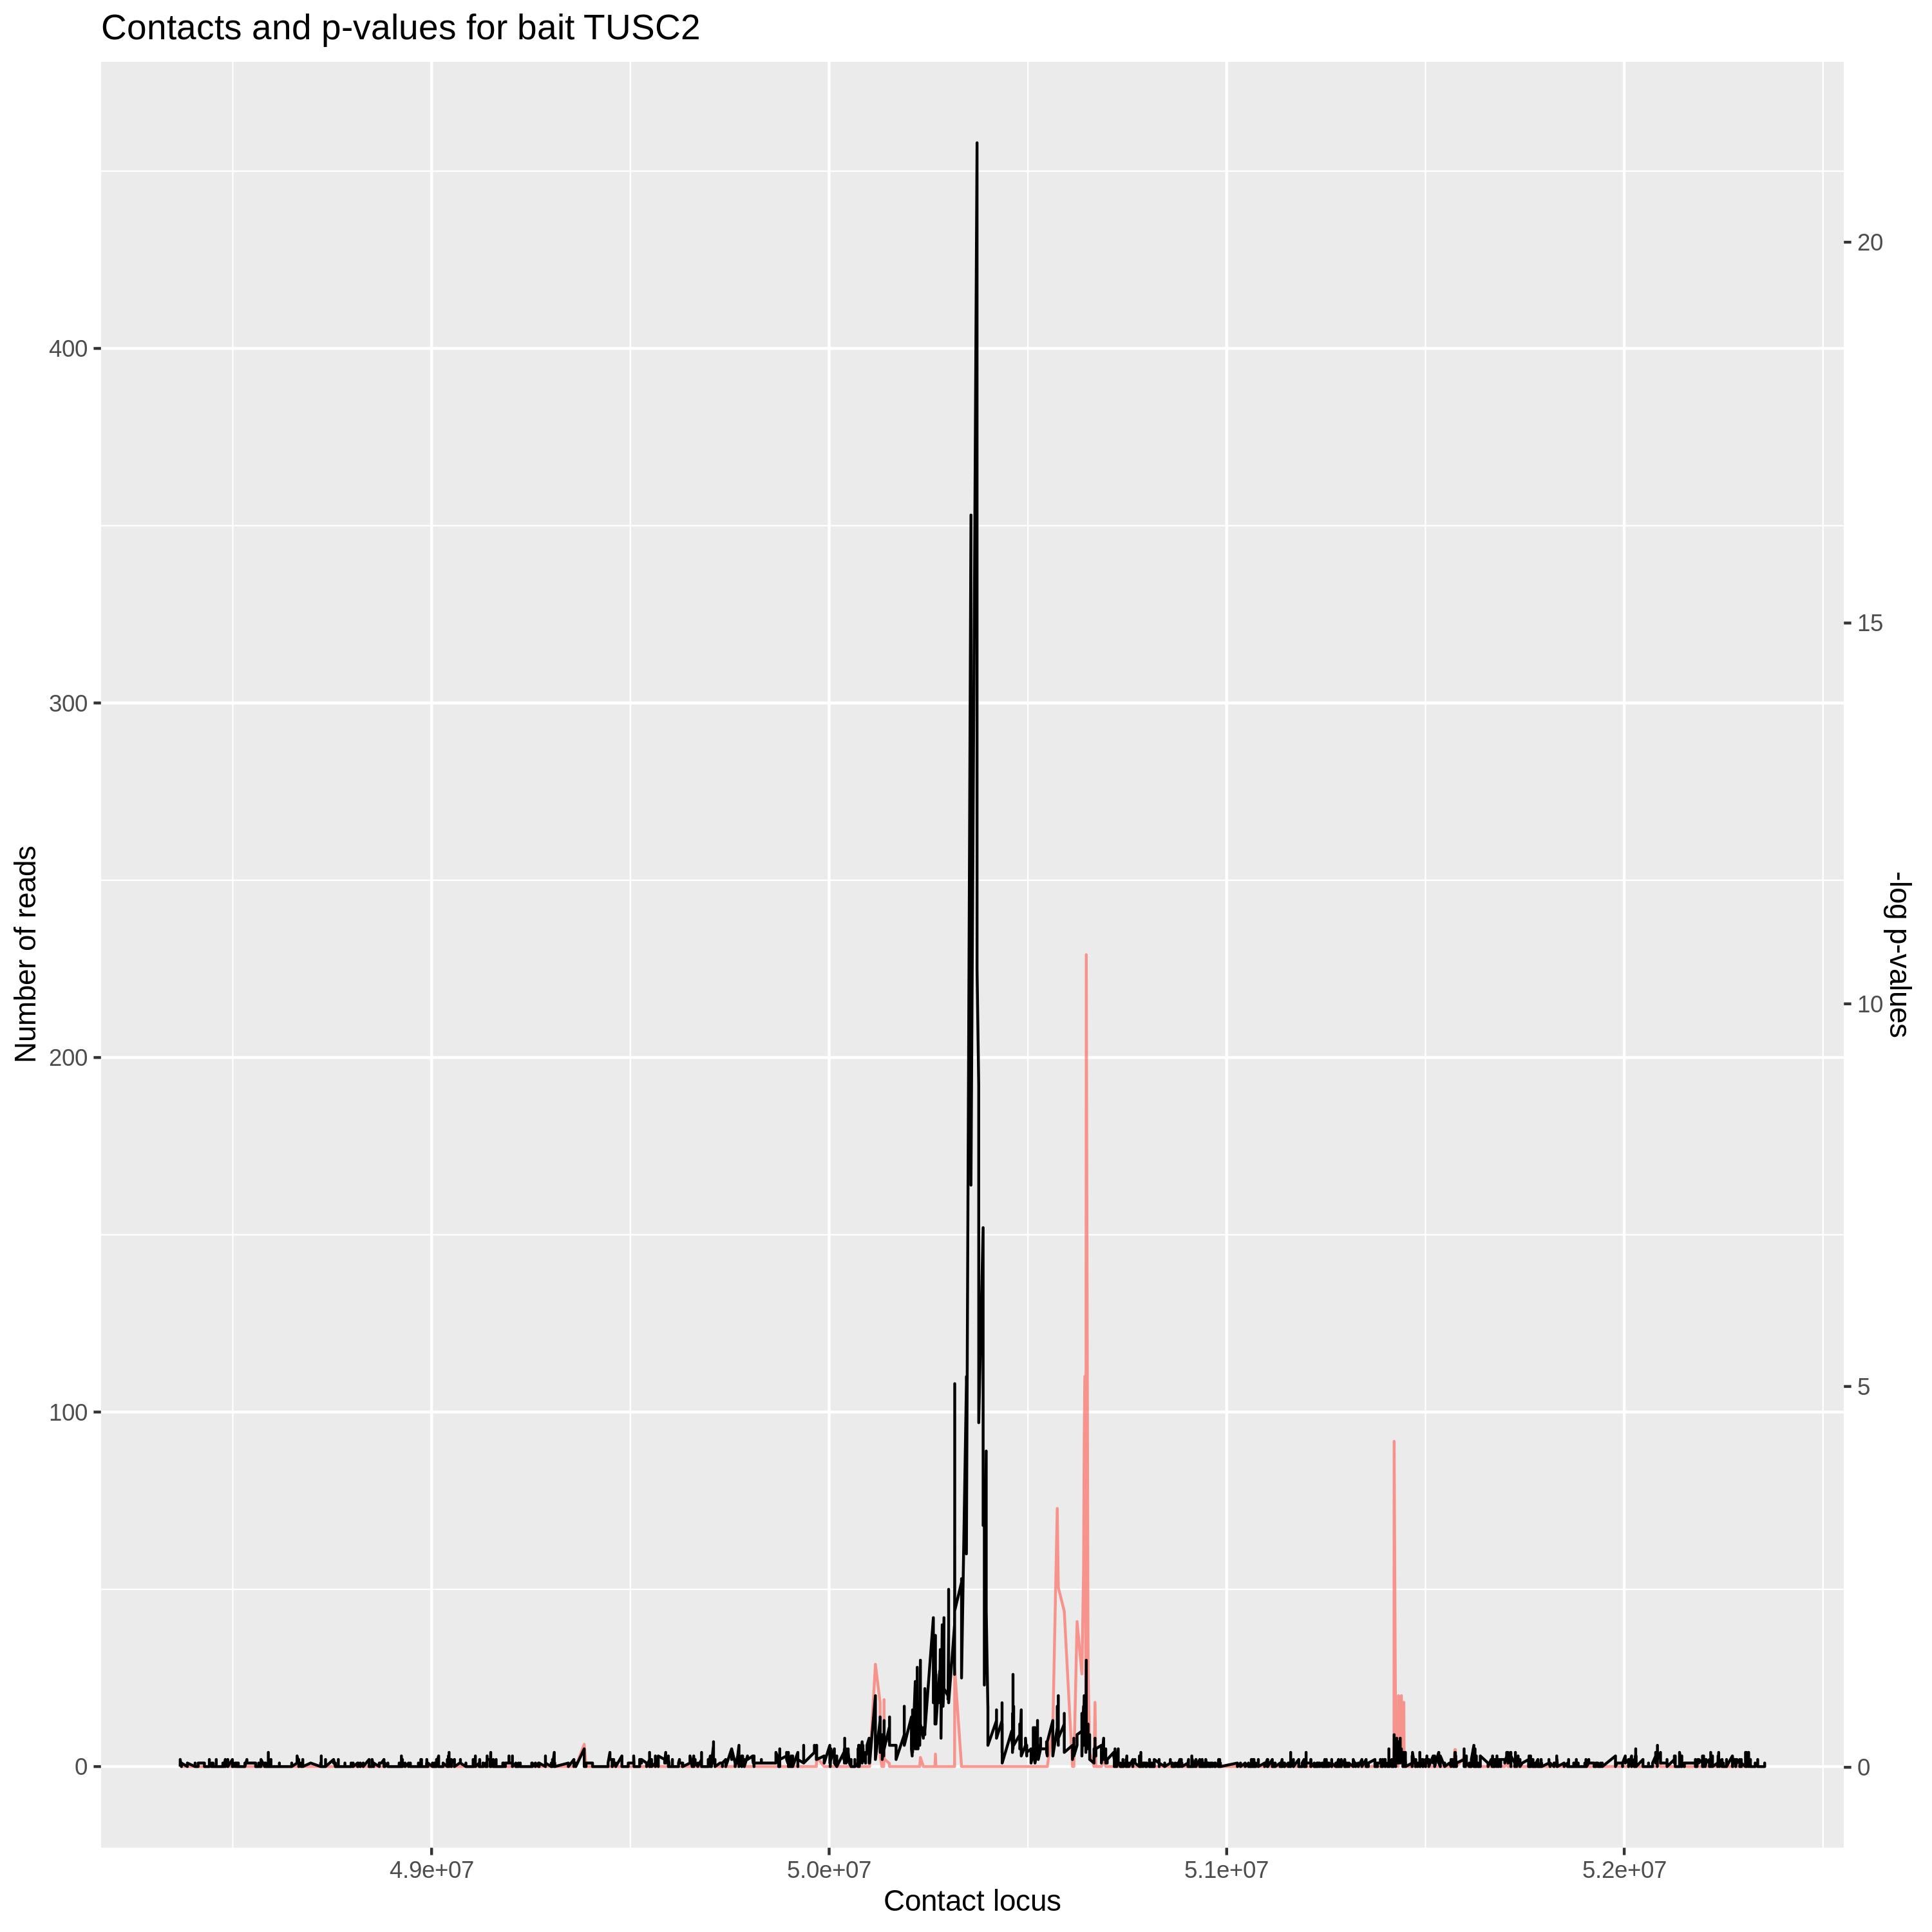 Contacts and p-values for bait TUSC2
Number of reads
400
300
200
100
0
20
15
10
5
0
-log p-values
4.9e+07 5.0e+07 5.1e+07 5.2e+07
Contact locus